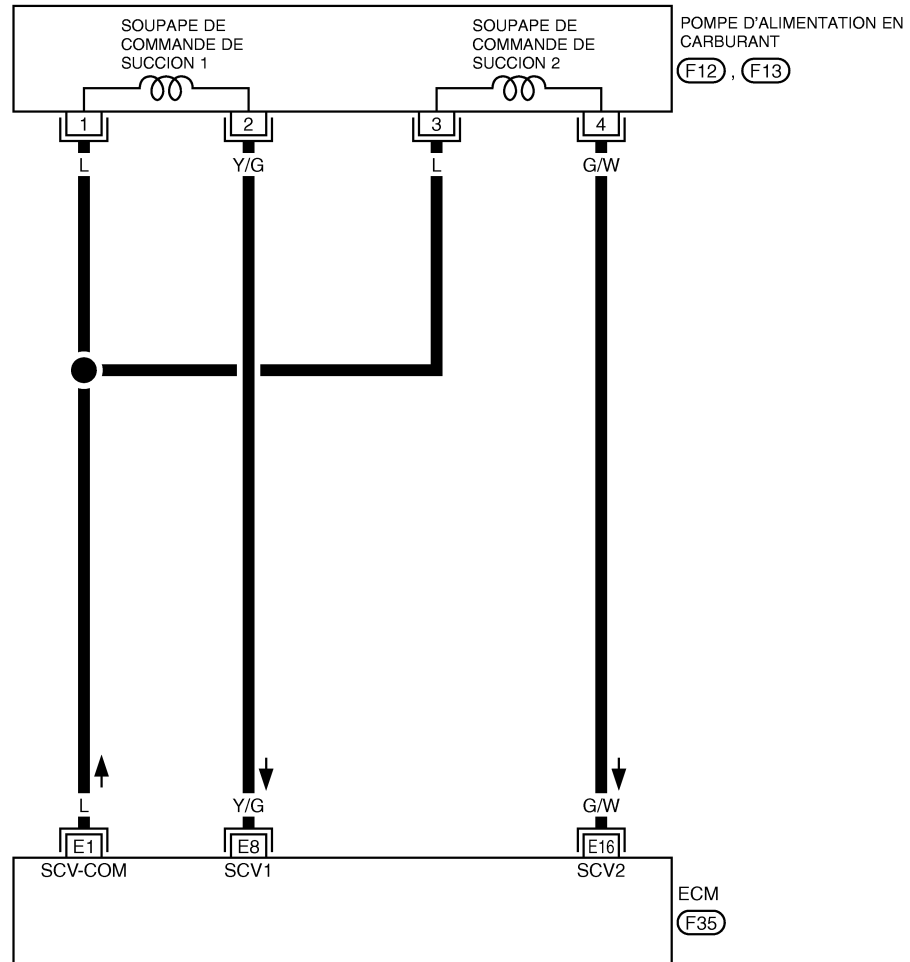 SOUPAPE DE
COMMANDE DE
SUCCION 1
SOUPAPE DE
COMMANDE DE
SUCCION 2
POMPE D'ALIMENTATION EN
CARBURANT
F12 , F13
1 2 3 4
L Y/G L G/W
L Y/G G/W
E1 E8 E16
SCV-COM SCV1 SCV2
ECM
F35